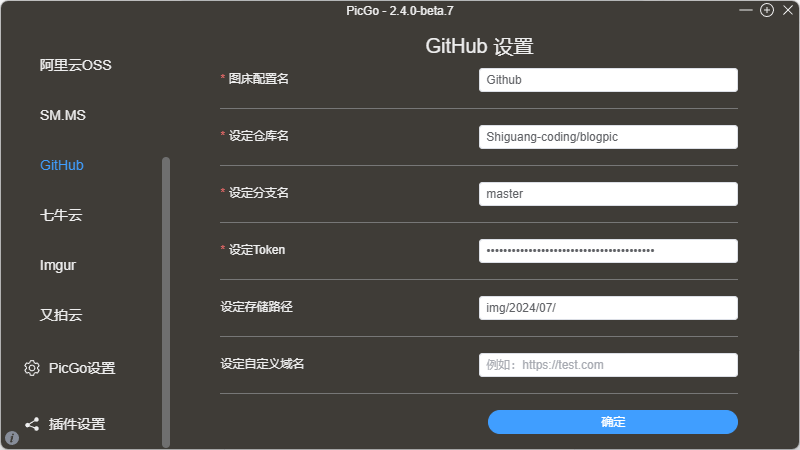 PicGo - 2.4.0-beta.7
阿里云OSS
SM.MS
GitHub
七牛云
Imgur
又拍云
PicGo设置
插件设置
GitHub 设置
* 图床配置名
Github
* 设定仓库名
Shiguang-coding/blogpic
* 设定分支名
master
* 设定Token
设定存储路径
img/2024/07/
设定自定义域名
例如：https://test.com
确定